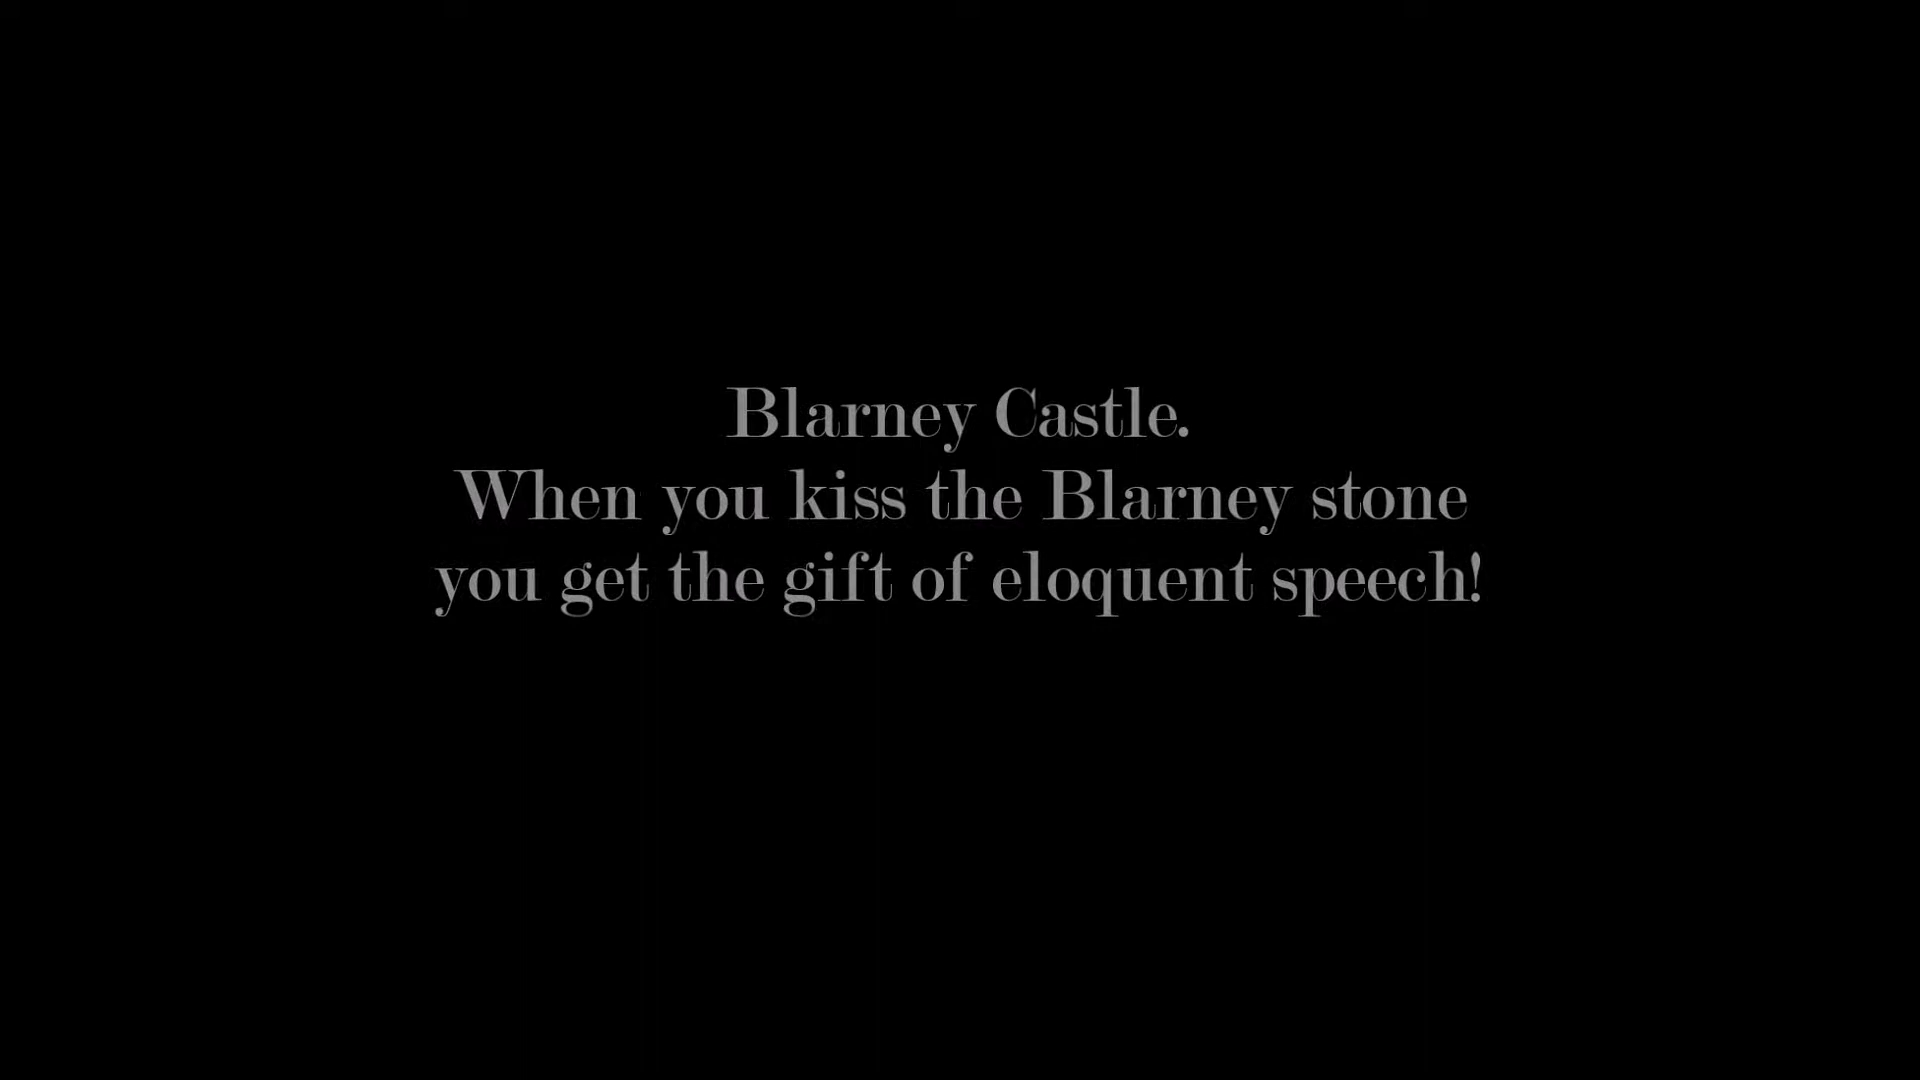 Blarney Castle.
When you kiss the Blarney stone
you get the gift of eloquent speech!